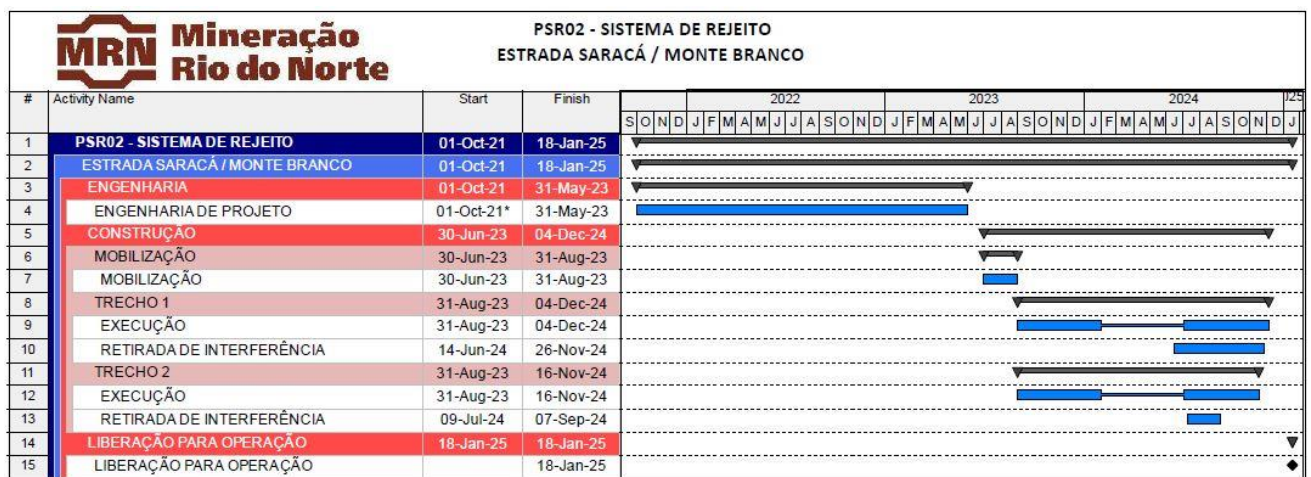 MRN Mineração Rio do Norte
PSR02 - SISTEMA DE REJEITO
ESTRADA SARACÁ / MONTE BRANCO
# Activity Name Start Finish 2022 2023 2024 025
S O N D J F M A M J J A S O N D J F M A M J J A S O N D J F M A M J J A S O N D J
1 PSR02 - SISTEMA DE REJEITO 01-Oct-21 18-Jan-25
2 ESTRADA SARACÁ / MONTE BRANCO 01-Oct-21 18-Jan-25
3 ENGENHARIA 01-Oct-21 31-May-23
4 ENGENHARIA DE PROJETO 01-Oct-21* 31-May-23
5 CONSTRUÇÃO 30-Jun-23 04-Dec-24
6 MOBILIZAÇÃO 30-Jun-23 31-Aug-23
7 MOBILIZAÇÃO 30-Jun-23 31-Aug-23
8 TRECHO 1 31-Aug-23 04-Dec-24
9 EXECUÇÃO 31-Aug-23 04-Dec-24
10 RETIRADA DE INTERFERÊNCIA 14-Jun-24 26-Nov-24
11 TRECHO 2 31-Aug-23 16-Nov-24
12 EXECUÇÃO 31-Aug-23 16-Nov-24
13 RETIRADA DE INTERFERÊNCIA 09-Jul-24 07-Sep-24
14 LIBERAÇÃO PARA OPERAÇÃO 18-Jan-25 18-Jan-25
15 LIBERAÇÃO PARA OPERAÇÃO 18-Jan-25